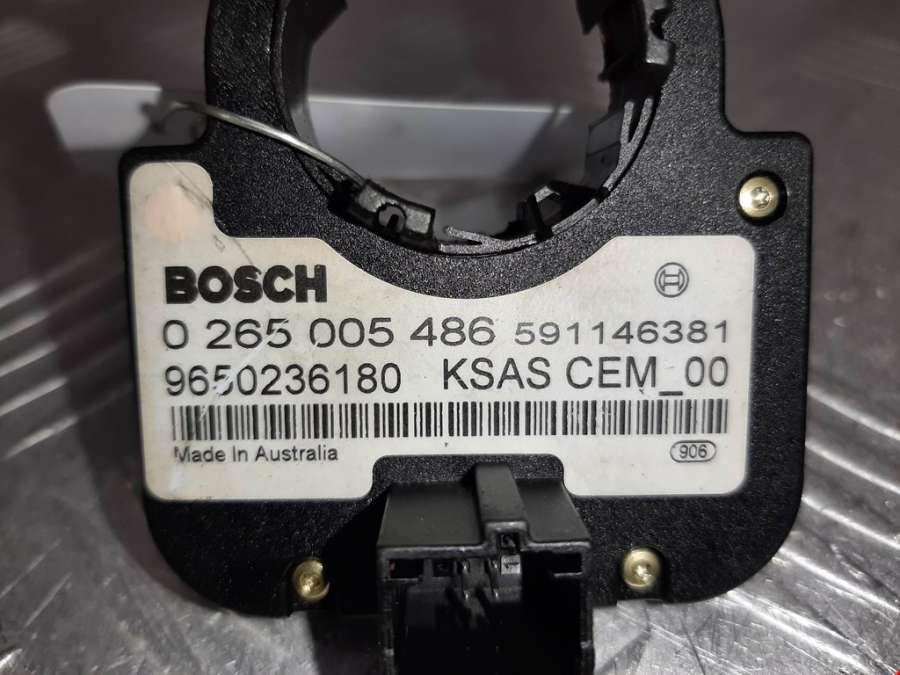 BOSCH
0 265 005 486 591146381
9650236180 KSAS CEM_00
Made In Australia
906